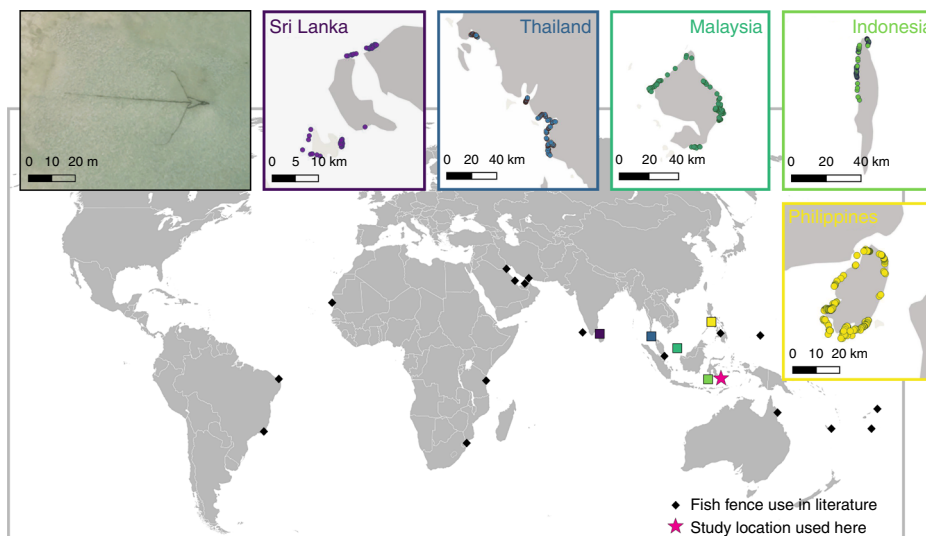 Sri Lanka
Thailand
Malaysia
Indonesia
0 10 20 m
0 5 10 km
0 20 40 km
0 20 40 km
0 20 40 km
Philippines
0 10 20 km
Fish fence use in literature
Study location used here